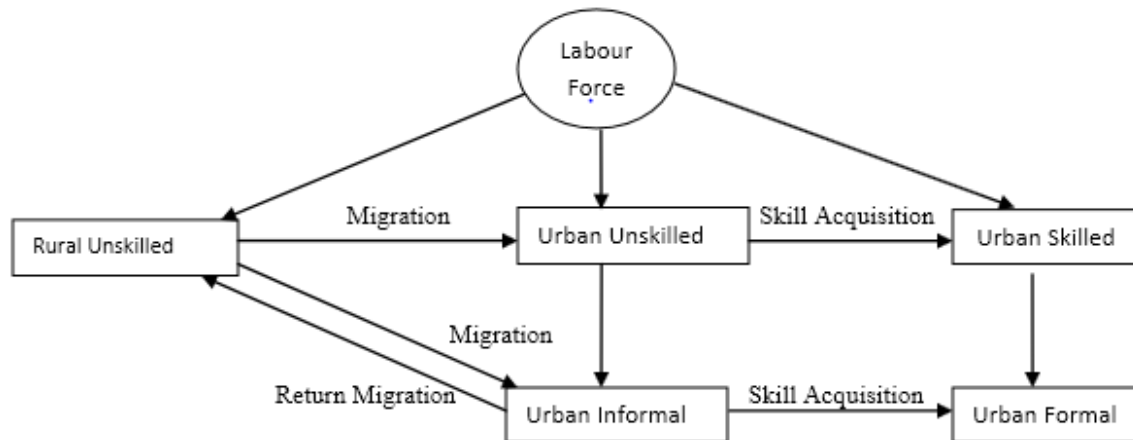 Labour
Force
Migration
Skill Acquisition
Rural Unskilled
Urban Unskilled
Urban Skilled
Migration
Return Migration
Skill Acquisition
Urban Informal
Urban Formal